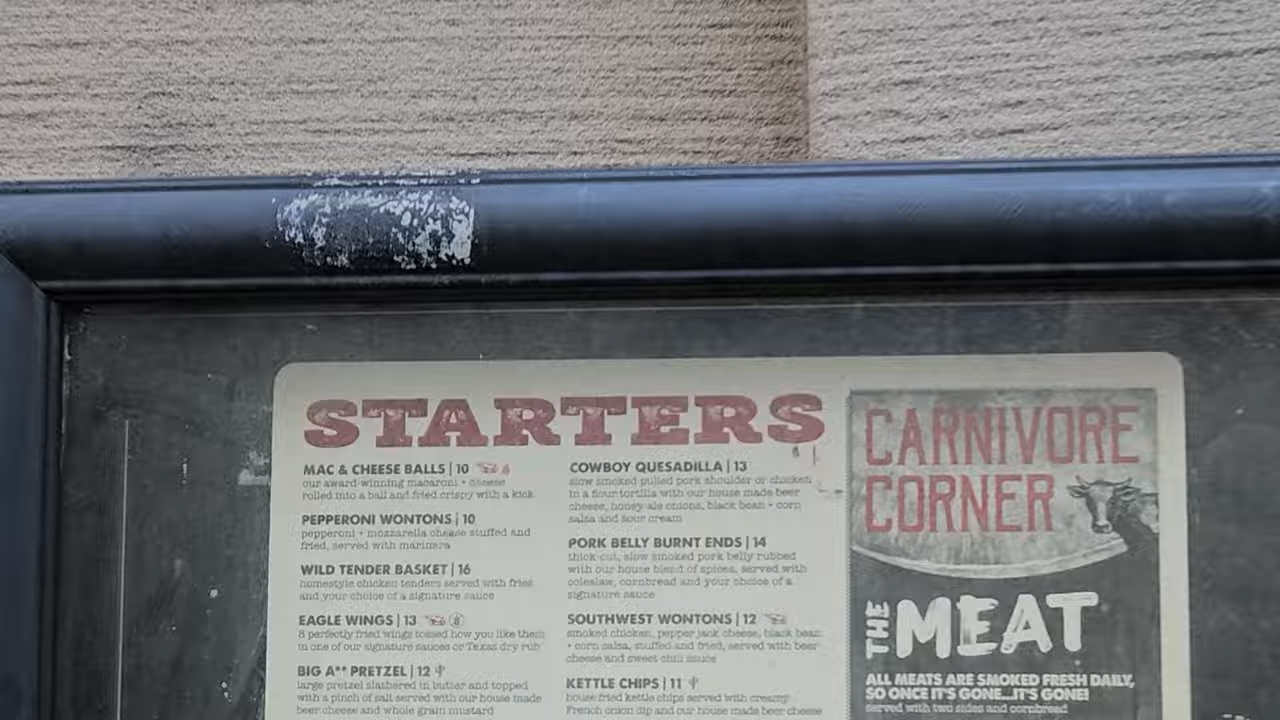 STARTERS
MAC & CHEESE BALLS | 10
our award-winning macaroni + cheese
rolled into a ball and fried crispy with a kick
PEPPERONI WONTONS | 10
pepperoni + mozzarella cheese stuffed and
fried, served with marinara
WILD TENDER BASKET | 16
homestyle chicken tenders served with fries
and your choice of a signature sauce
EAGLE WINGS | 13
8 perfectly fried wings tossed how you like them
in one of our signature sauces or Texas dry rub
BIG A** PRETZEL | 12
large pretzel slathered in butter and topped
with a pinch of salt served with our house made
beer cheese and whole grain mustard
COWBOY QUESADILLA | 13
slow smoked pulled pork shoulder or chicken
in a flour tortilla with our house made beer
cheese, honey-ale onions, black bean + corn
salsa and sour cream
PORK BELLY BURNT ENDS | 14
thick-cut, slow smoked pork belly rubbed
with our house blend of spices, served with
coleslaw, cornbread and your choice of a
signature sauce
SOUTHWEST WONTONS | 12
smoked chicken, pepper jack cheese, black bean
+ corn salsa, stuffed and fried, served with beer
cheese and sweet chili sauce
KETTLE CHIPS | 11
house fried kettle chips served with creamy
French onion dip and our house made beer cheese
CARNIVORE
CORNER
THE MEAT
ALL MEATS ARE SMOKED FRESH DAILY,
SO ONCE IT'S GONE...IT'S GONE!
served with two sides and cornbread